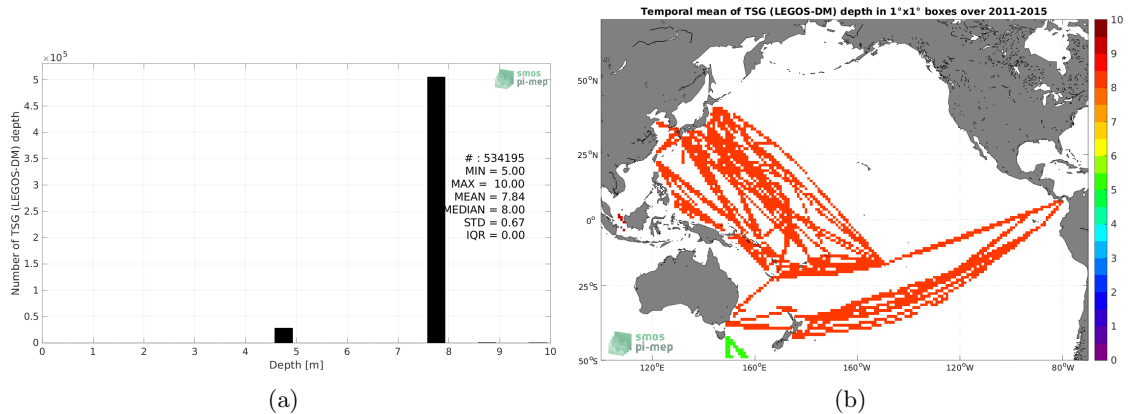 ×10⁵
5
4.5
4
3.5
3
2.5
2
1.5
1
0.5
0
Number of TSG (LEGOS-DM) depth
smos
pi-mep
# : 534195
MIN = 5.00
MAX = 10.00
MEAN = 7.84
MEDIAN = 8.00
STD = 0.67
IQR = 0.00
0 1 2 3 4 5 6 7 8 9 10
Depth [m]
(a)
Temporal mean of TSG (LEGOS-DM) depth in 1°x1° boxes over 2011-2015
50°N
25°N
0°
25°S
50°S
120°E 160°E 160°W 120°W 80°W
smos
pi-mep
10
9
8
7
6
5
4
3
2
1
0
(b)